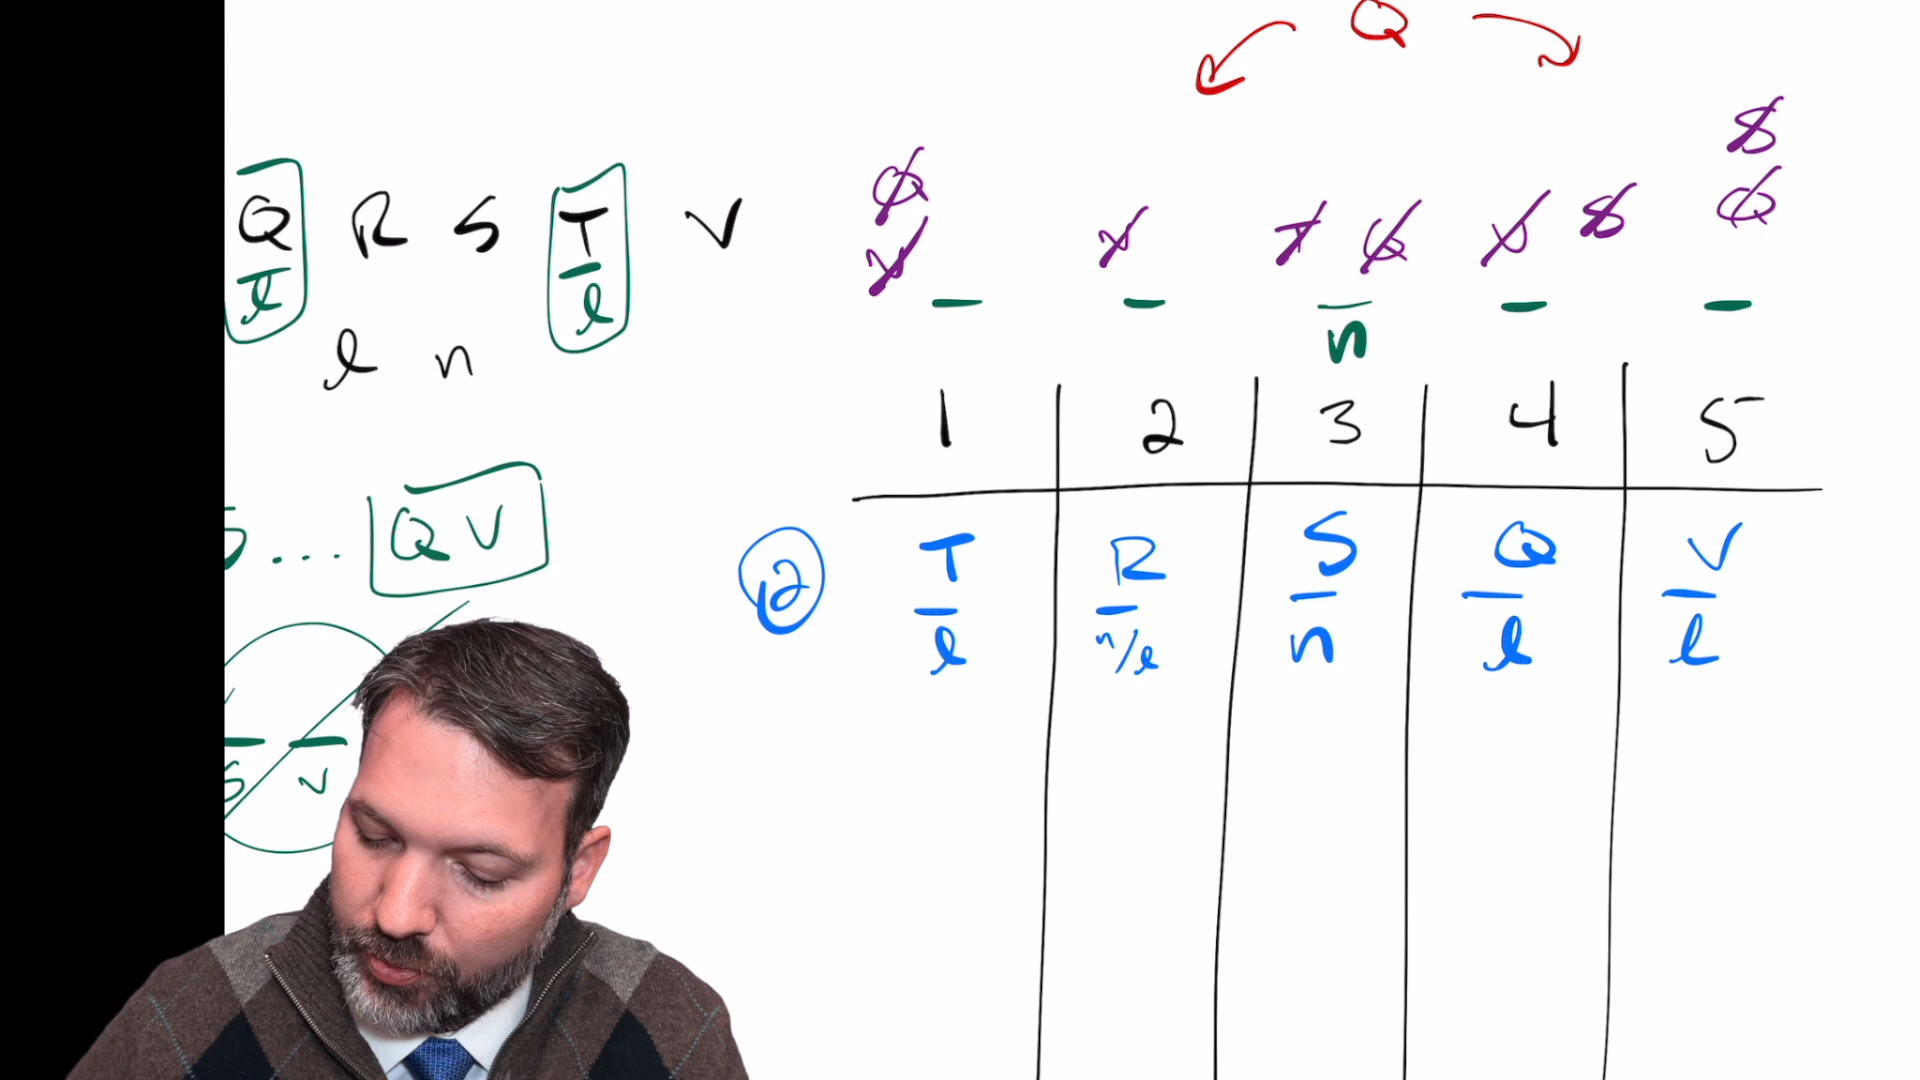 Q
Q S
V V T Q V S Q
Q R S T V
l l
l n n
1 2 3 4 5
S.... QV
2 T R S Q V
l n/l n l l
S V